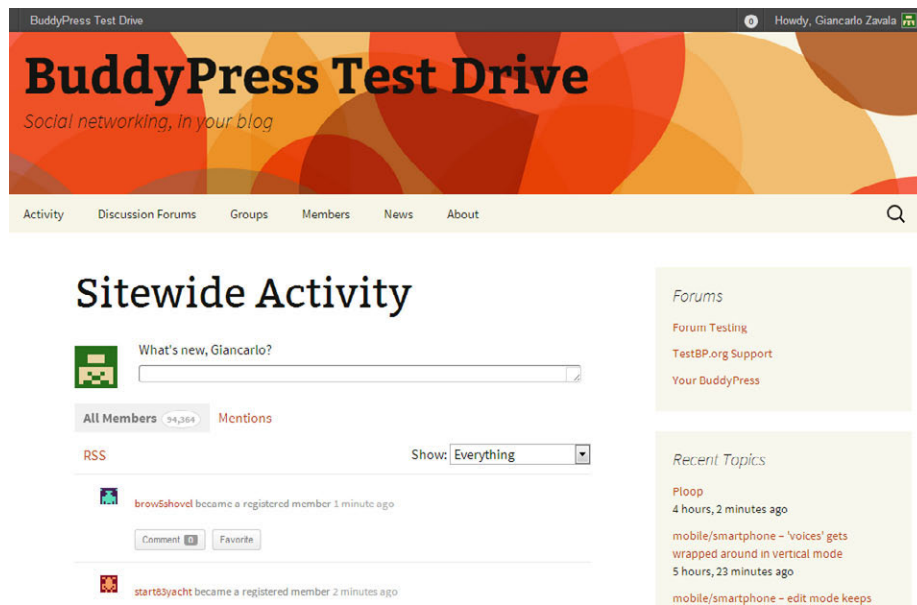 BuddyPress Test Drive
0 Howdy, Giancarlo Zavala
BuddyPress Test Drive
Social networking, in your blog
Activity Discussion Forums Groups Members News About
Sitewide Activity
What's new, Giancarlo?
All Members 94,364 Mentions
RSS Show: Everything
brow5shovel became a registered member 1 minute ago
Comment 0 Favorite
start83yacht became a registered member 2 minutes ago
Forums
Forum Testing
TestBP.org Support
Your BuddyPress
Recent Topics
Ploop
4 hours, 2 minutes ago
mobile/smartphone – 'voices' gets
wrapped around in vertical mode
5 hours, 23 minutes ago
mobile/smartphone – edit mode keeps